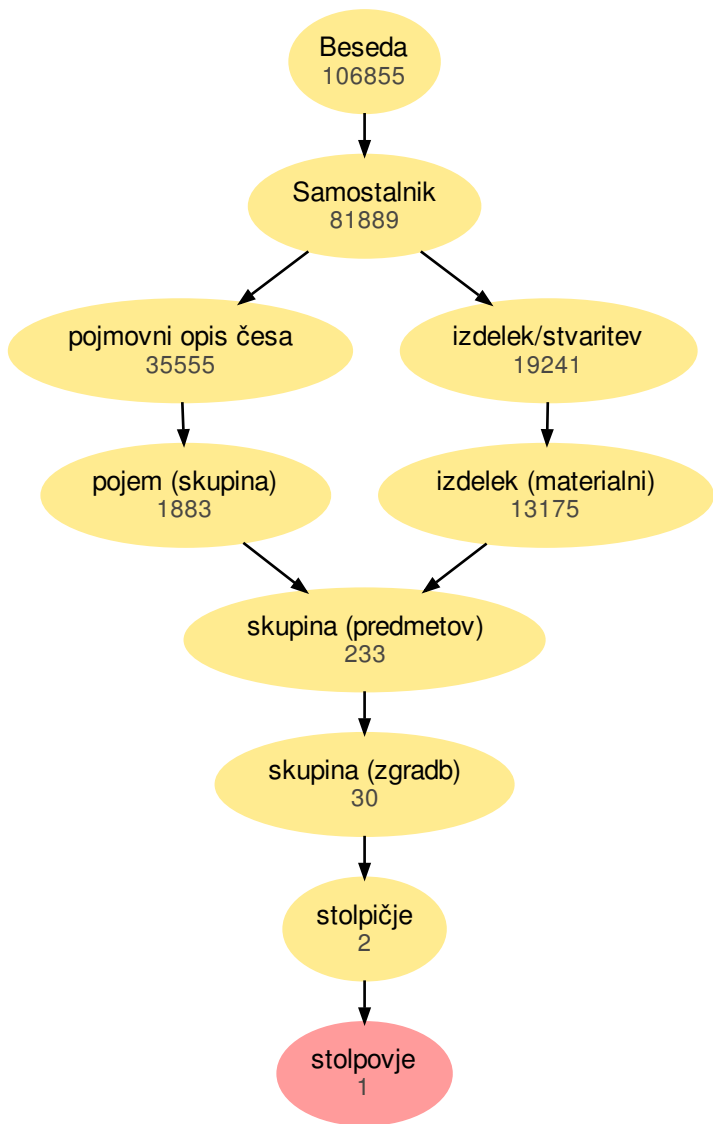 Beseda
106855
Samostalnik
81889
pojmovni opis česa
35555
izdelek/stvaritev
19241
pojem (skupina)
1883
izdelek (materialni)
13175
skupina (predmetov)
233
skupina (zgradb)
30
stolpičje
2
stolpovje
1